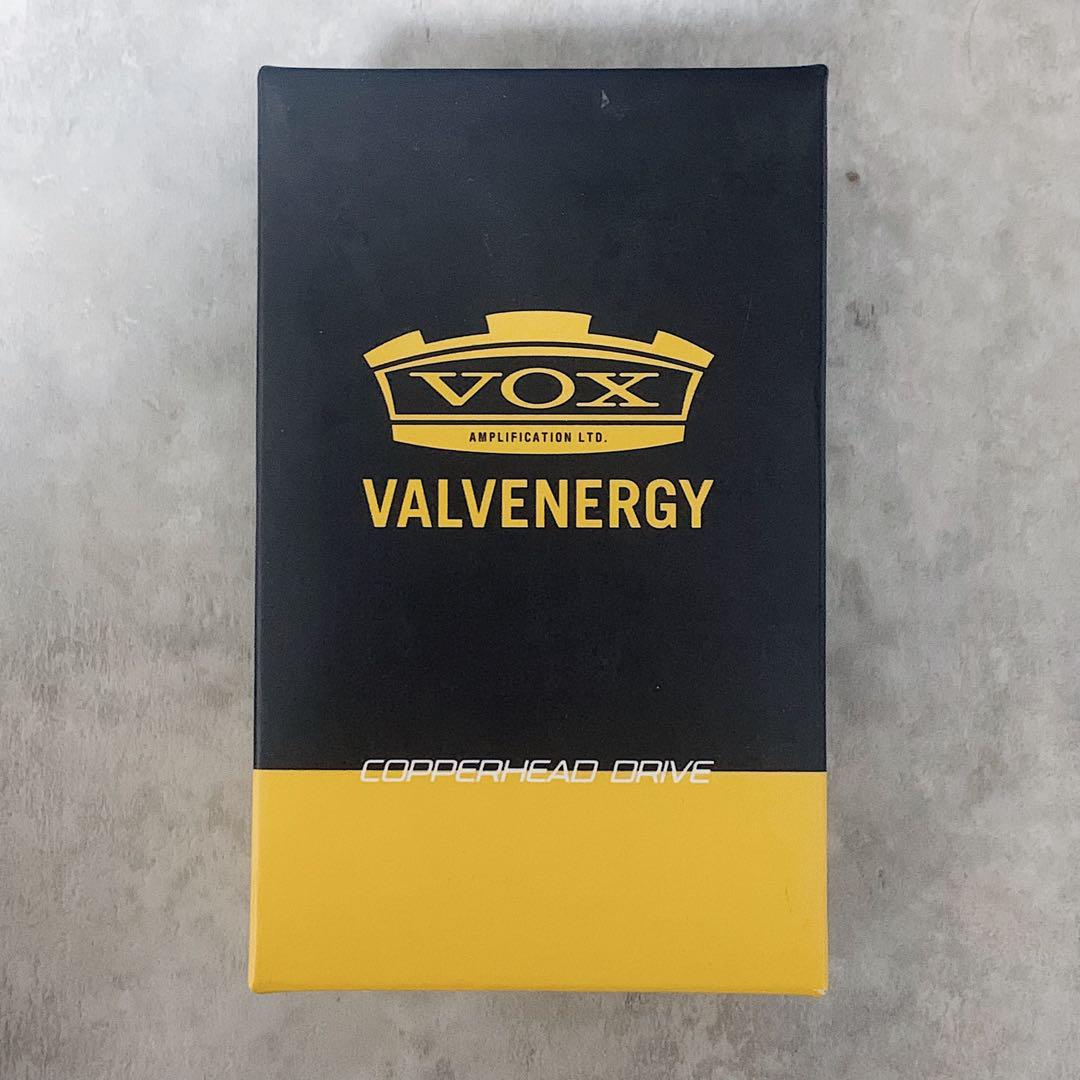 VOX
AMPLIFICATION LTD.
VALVENERGY
COPPERHEAD DRIVE